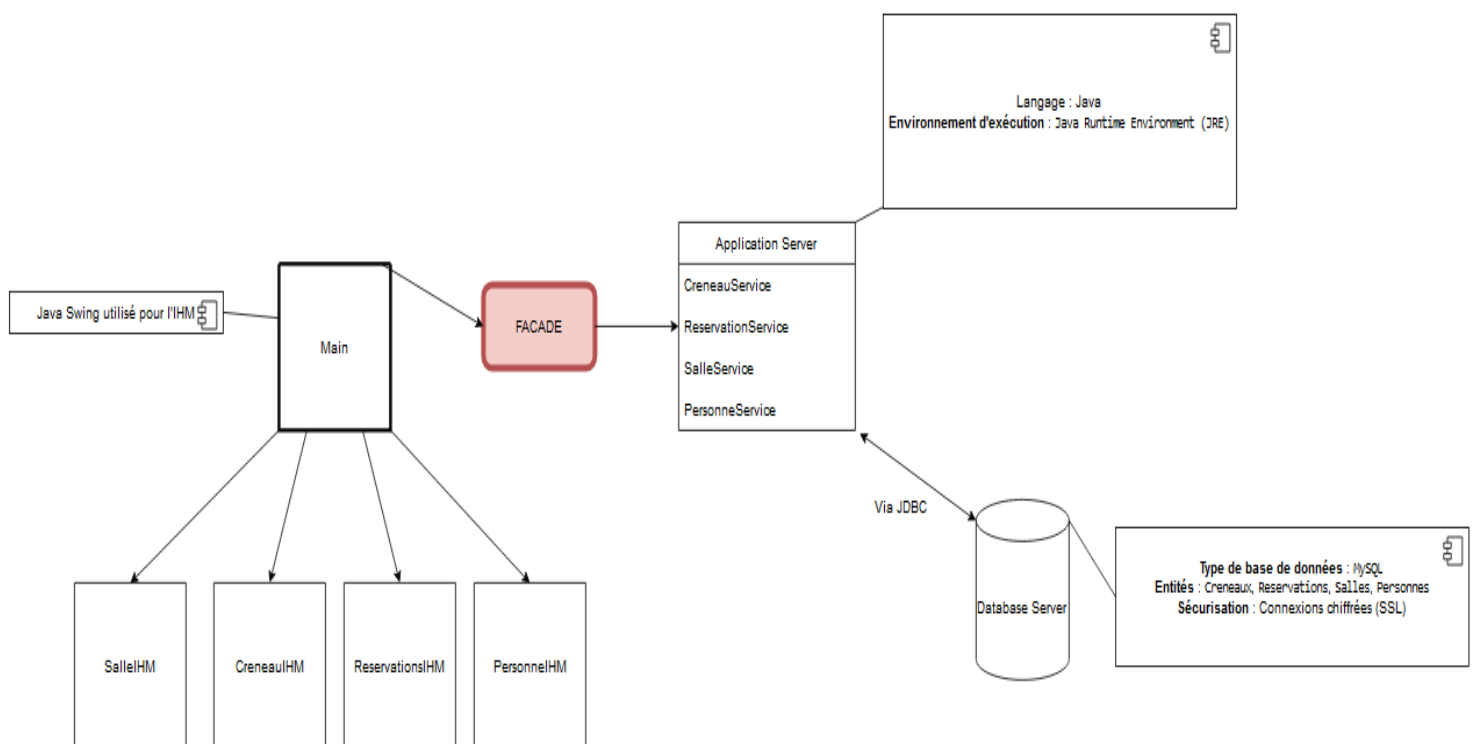 Langage : Java
Environnement d'exécution : Java Runtime Environment (JRE)
Application Server
CreneauService
ReservationService
SalleService
PersonneService
Java Swing utilisé pour l'IHM
Main
FACADE
Via JDBC
Database Server
Type de base de données : MySQL
Entités : Creneaux, Reservations, Salles, Personnes
Sécurisation : Connexions chiffrées (SSL)
SalleIHM
CreneauIHM
ReservationsIHM
PersonneIHM